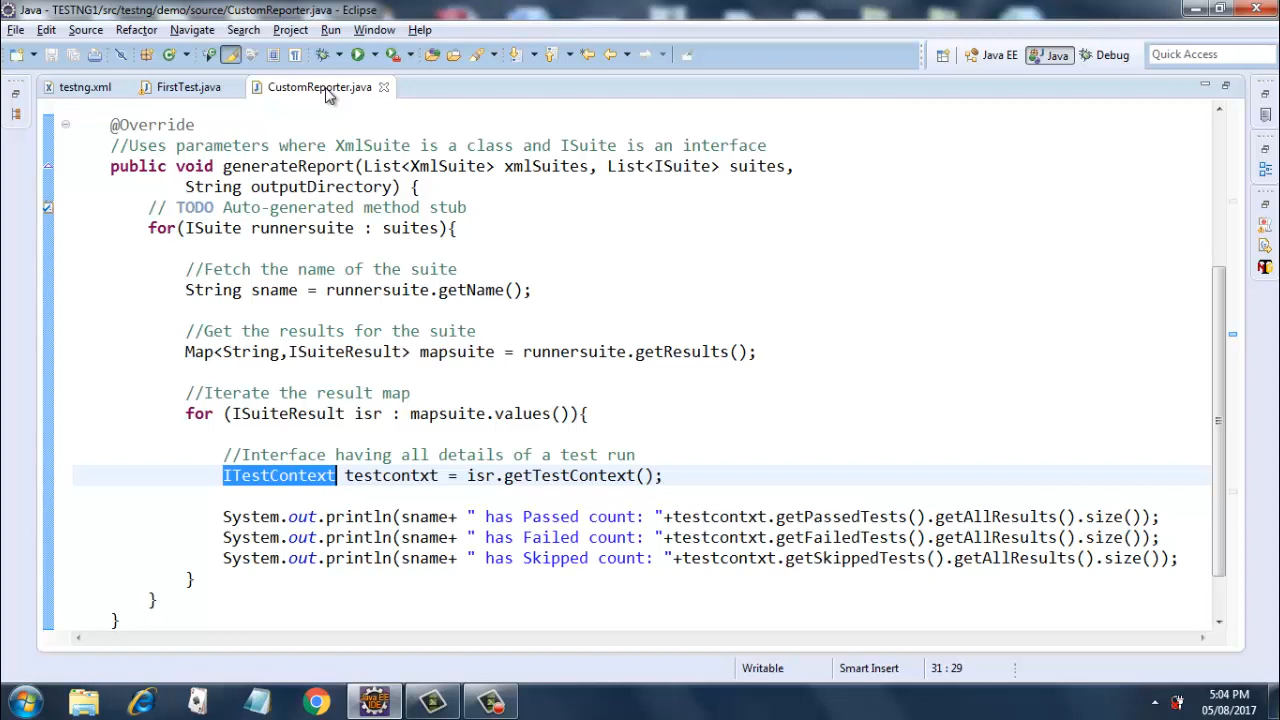 Java - TESTNG1/src/testng/demo/source/CustomReporter.java - Eclipse
File Edit Source Refactor Navigate Search Project Run Window Help
Java EE Java Debug Quick Access
testng.xml FirstTest.java CustomReporter.java
@Override
//Uses parameters where XmlSuite is a class and ISuite is an interface
public void generateReport(List<XmlSuite> xmlSuites, List<ISuite> suites,
String outputDirectory) {
// TODO Auto-generated method stub
for(ISuite runnersuite : suites){
//Fetch the name of the suite
String sname = runnersuite.getName();
//Get the results for the suite
Map<String,ISuiteResult> mapsuite = runnersuite.getResults();
//Iterate the result map
for (ISuiteResult isr : mapsuite.values()){
//Interface having all details of a test run
ITestContext testcontxt = isr.getTestContext();
System.out.println(sname+ " has Passed count: "+testcontxt.getPassedTests().getAllResults().size());
System.out.println(sname+ " has Failed count: "+testcontxt.getFailedTests().getAllResults().size());
System.out.println(sname+ " has Skipped count: "+testcontxt.getSkippedTests().getAllResults().size());
}
}
}
Writable Smart Insert 31 : 29
Java EE IDE
5:04 PM
05/08/2017